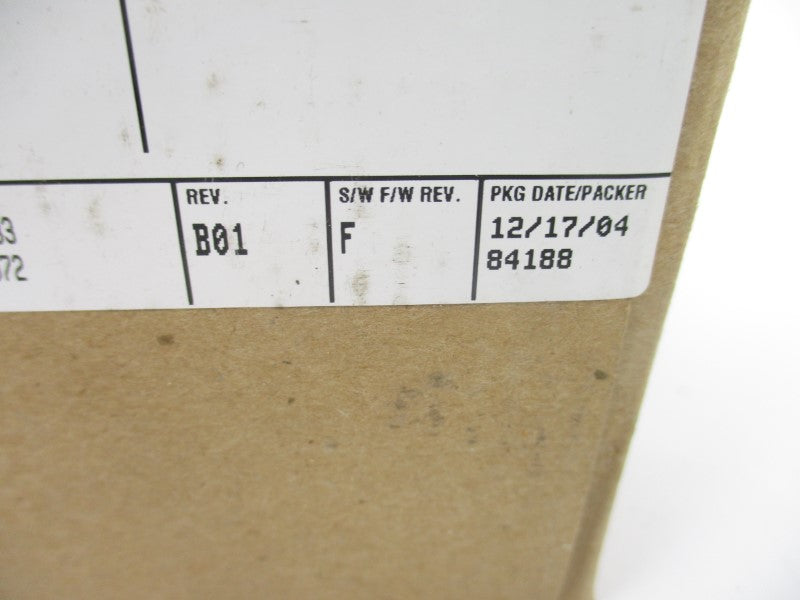 REV.
B01
S/W F/W REV.
F
PKG DATE/PACKER
12/17/04
84188